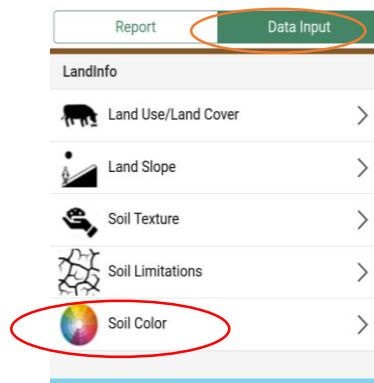 Report Data Input
LandInfo
Land Use/Land Cover
Land Slope
Soil Texture
Soil Limitations
Soil Color